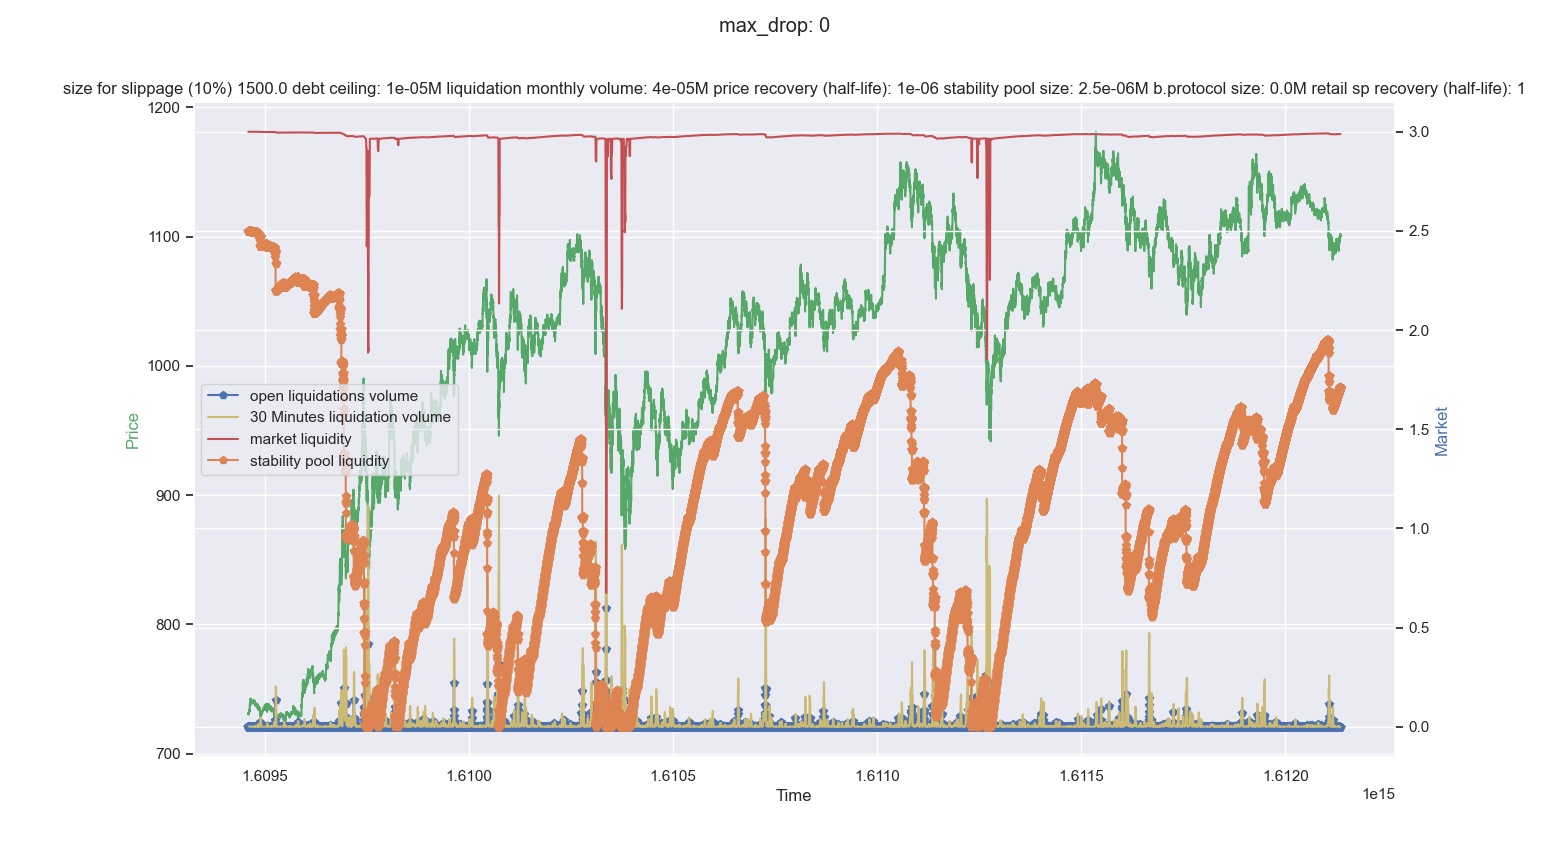 max_drop: 0
size for slippage (10%) 1500.0 debt ceiling: 1e-05M liquidation monthly volume: 4e-05M price recovery (half-life): 1e-06 stability pool size: 2.5e-06M b.protocol size: 0.0M retail sp recovery (half-life): 1
1200
1100
1000
900
800
700
Price
3.0
2.5
2.0
1.5
1.0
0.5
0.0
Market
open liquidations volume
30 Minutes liquidation volume
market liquidity
stability pool liquidity
1.6095 1.6100 1.6105 1.6110 1.6115 1.6120
Time
1e15